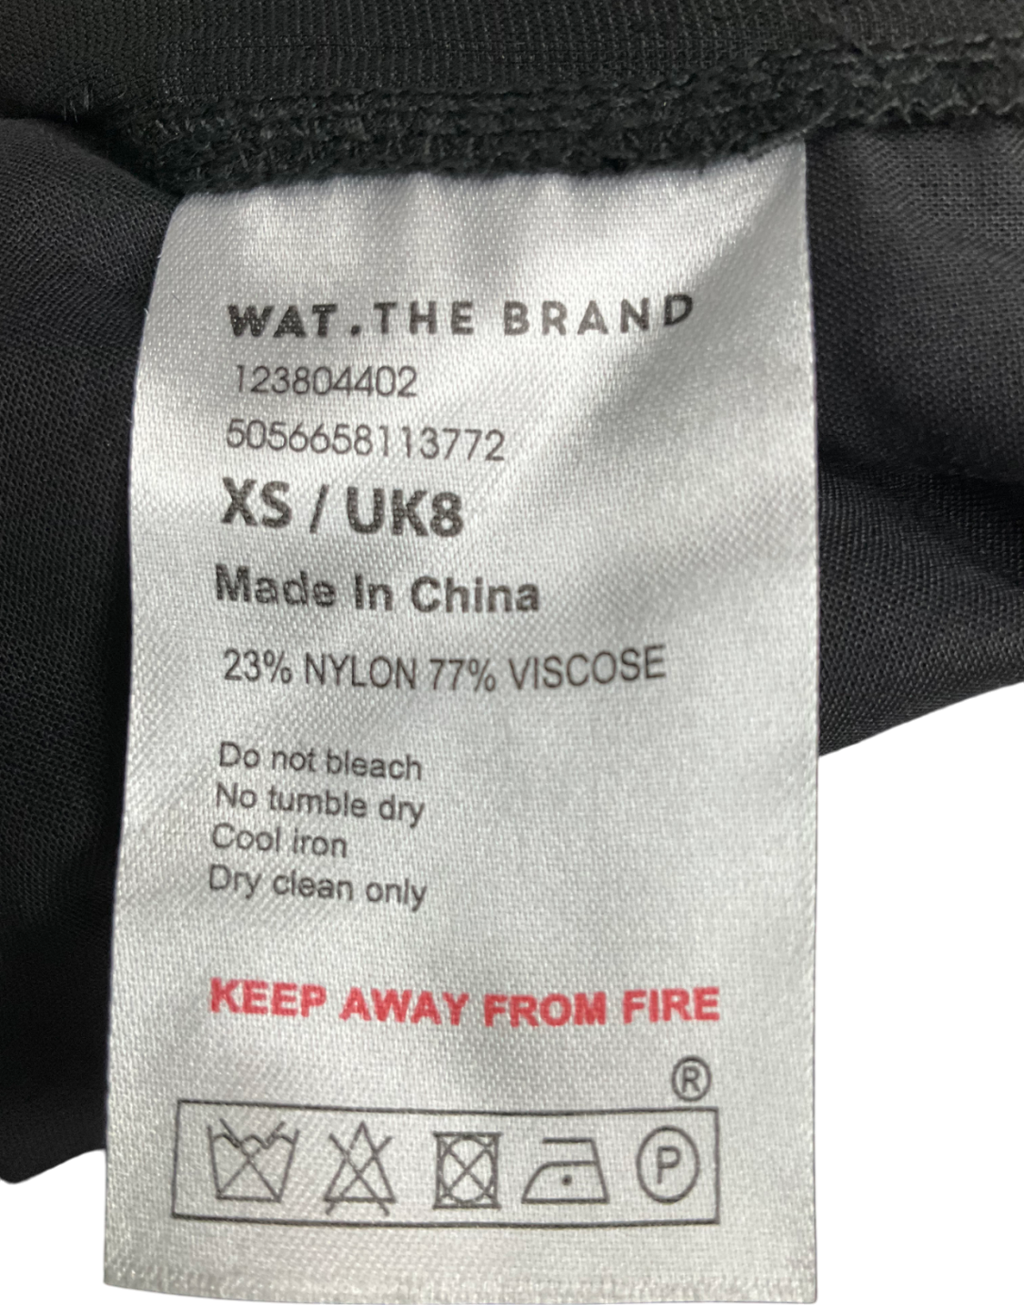 WAT.THE BRAND
123804402
5056658113772
XS / UK8
Made In China
23% NYLON 77% VISCOSE
Do not bleach
No tumble dry
Cool iron
Dry clean only
KEEP AWAY FROM FIRE
®
P